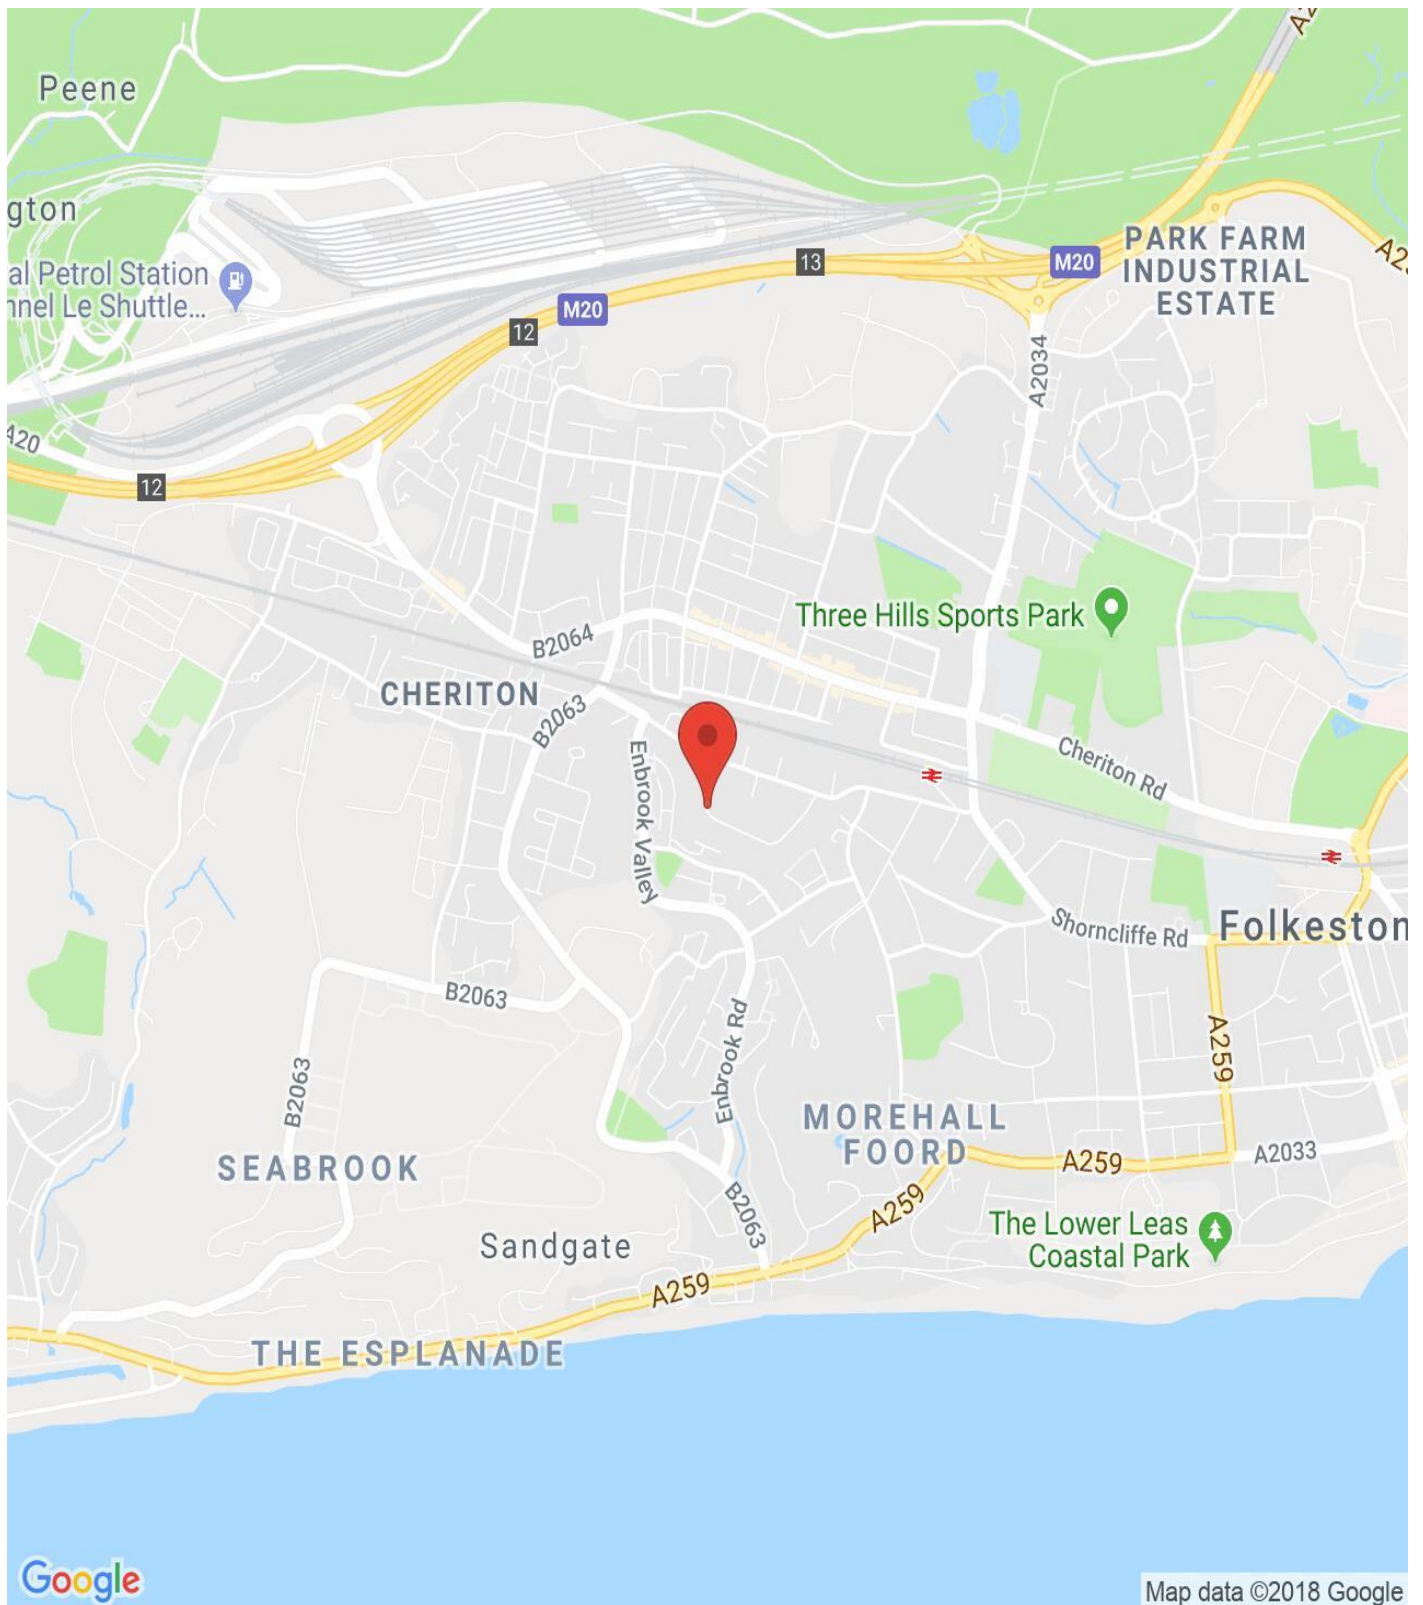 A2
Peene
gton
PARK FARM
INDUSTRIAL
ESTATE
A25
al Petrol Station
nnel Le Shuttle...
13
M20
M20
12
A2034
A20
12
Three Hills Sports Park
B2064
CHERITON
B2063
Enbrook Valley
Cheriton Rd
Shorncliffe Rd
Folkeston
B2063
Enbrook Rd
A259
B2063
MOREHALL
FOORD
SEABROOK
A259
A2033
B2063
A259
The Lower Leas
Coastal Park
Sandgate
A259
THE ESPLANADE
Google
Map data ©2018 Google